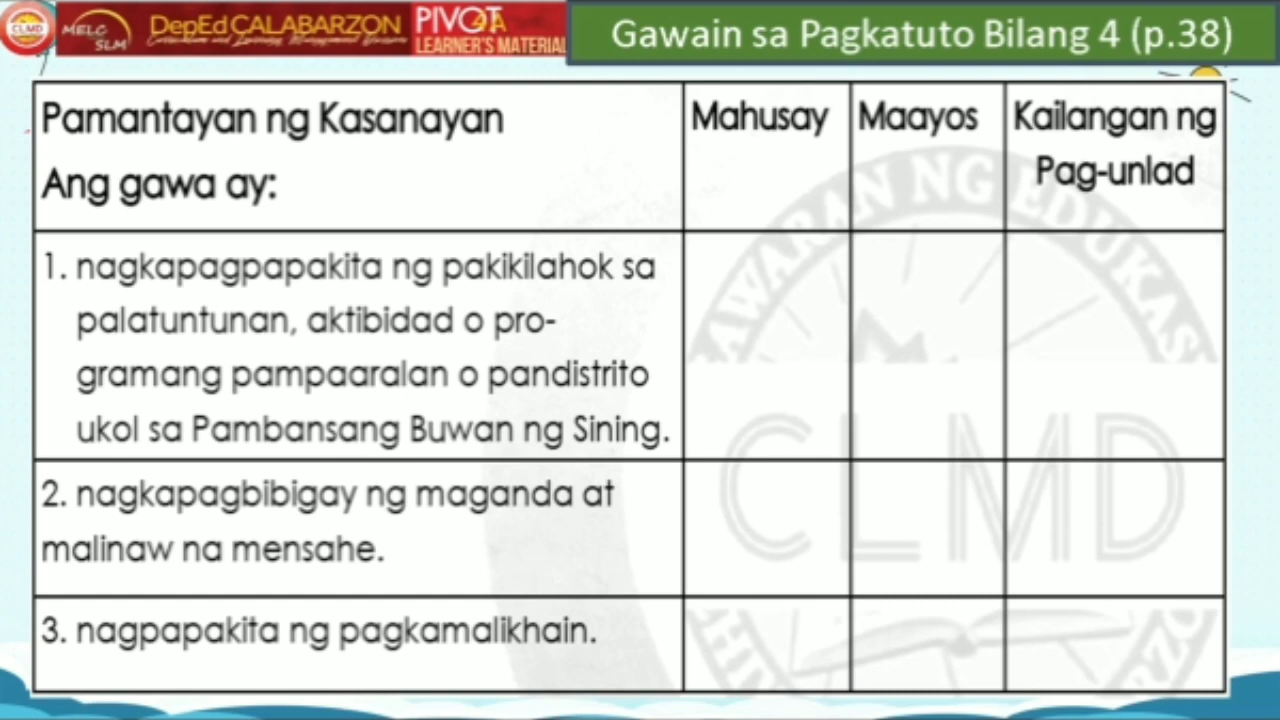 CLMD
MELC
SLM
DepEd CALABARZON
PIVOT 4A
LEARNER'S MATERIAL
Gawain sa Pagkatuto Bilang 4 (p.38)
Pamantayan ng Kasanayan
Ang gawa ay:
Mahusay
Maayos
Kailangan ng
Pag-unlad
1. nagkapagpapakita ng pakikilahok sa
palatuntunan, aktibidad o pro-
gramang pampaaralan o pandistrito
ukol sa Pambansang Buwan ng Sining.
2. nagkapagbibigay ng maganda at
malinaw na mensahe.
3. nagpapakita ng pagkamalikhain.
CLMD